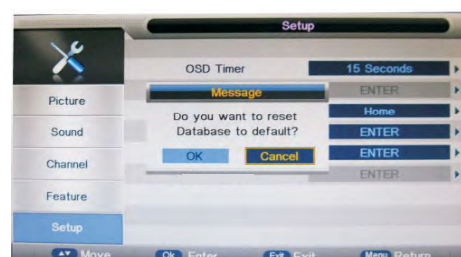 Setup
OSD Timer 15 Seconds
ENTER
Home
ENTER
ENTER
ENTER
Message
Do you want to reset
Database to default?
OK Cancel
Picture
Sound
Channel
Feature
Setup
Move Ok Enter Exit Exit Menu Return